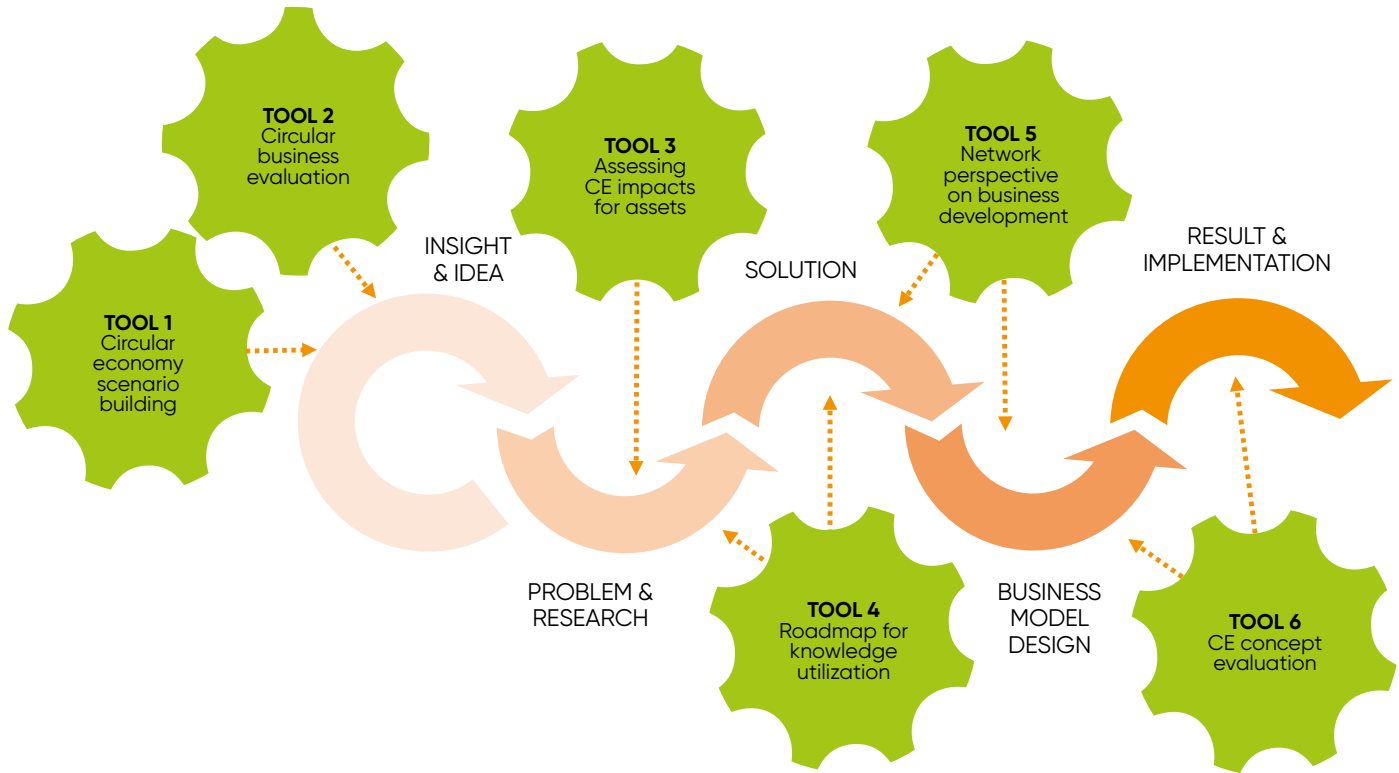 TOOL 2
Circular
business
evaluation
TOOL 3
Assessing
CE impacts
for assets
TOOL 5
Network
perspective
on business
development
INSIGHT
& IDEA
SOLUTION
RESULT &
IMPLEMENTATION
TOOL 1
Circular
economy
scenario
building
PROBLEM &
RESEARCH
TOOL 4
Roadmap for
knowledge
utilization
BUSINESS
MODEL
DESIGN
TOOL 6
CE concept
evaluation